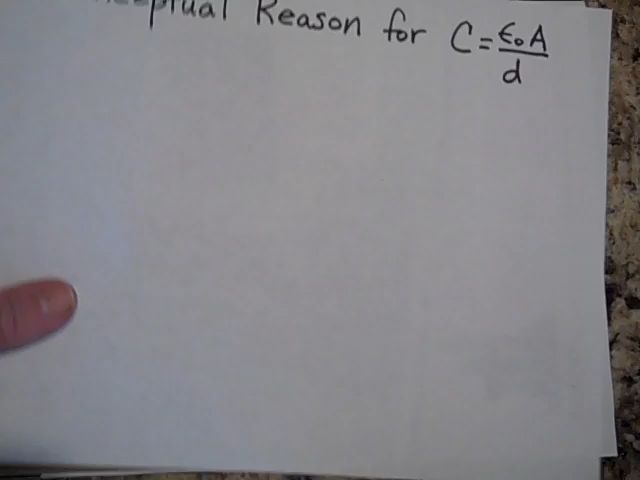 Reason for C = ε₀A/d